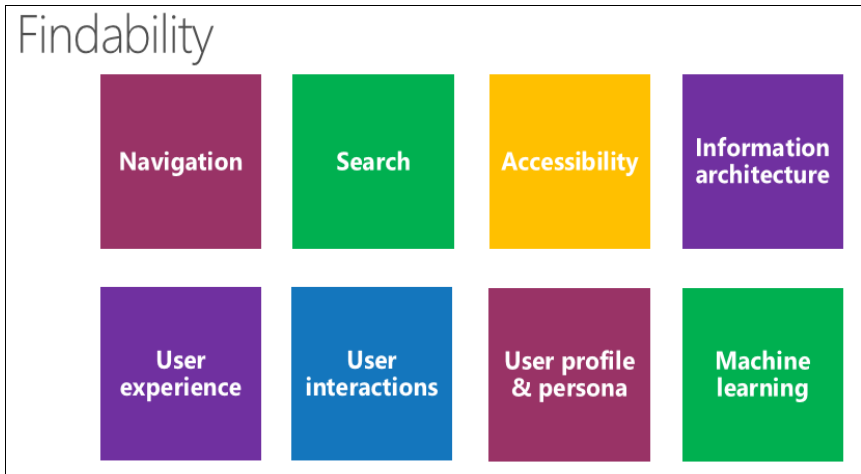 Findability
Navigation
Search
Accessibility
Information
architecture
User
experience
User
interactions
User profile
& persona
Machine
learning